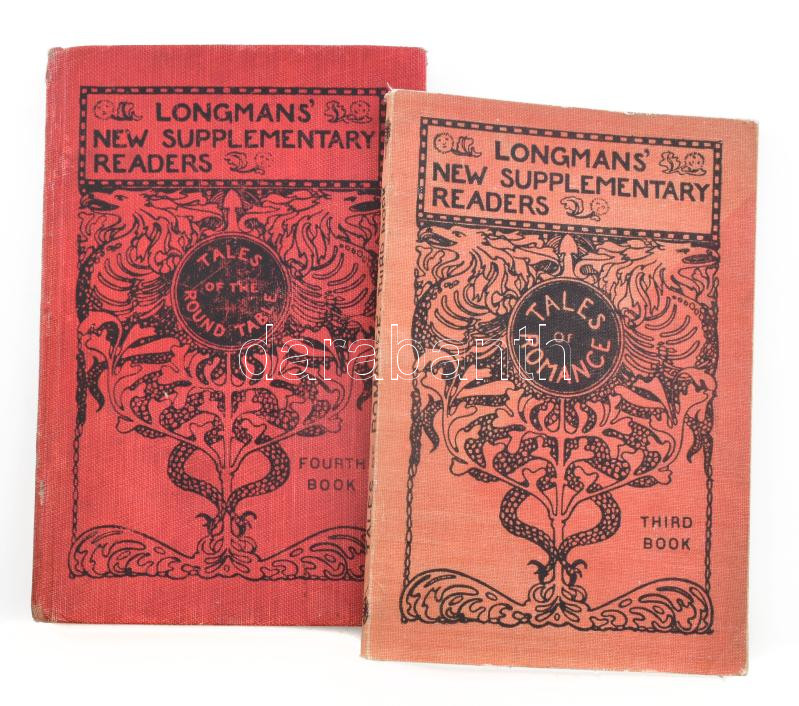 LONGMANS'
NEW SUPPLEMENTARY
READERS
TALES
OF THE
ROUND TABLE
FOURTH
BOOK
LONGMANS'
NEW SUPPLEMENTARY
READERS
TALES
OF
ROMANCE
THIRD
BOOK
darabanth